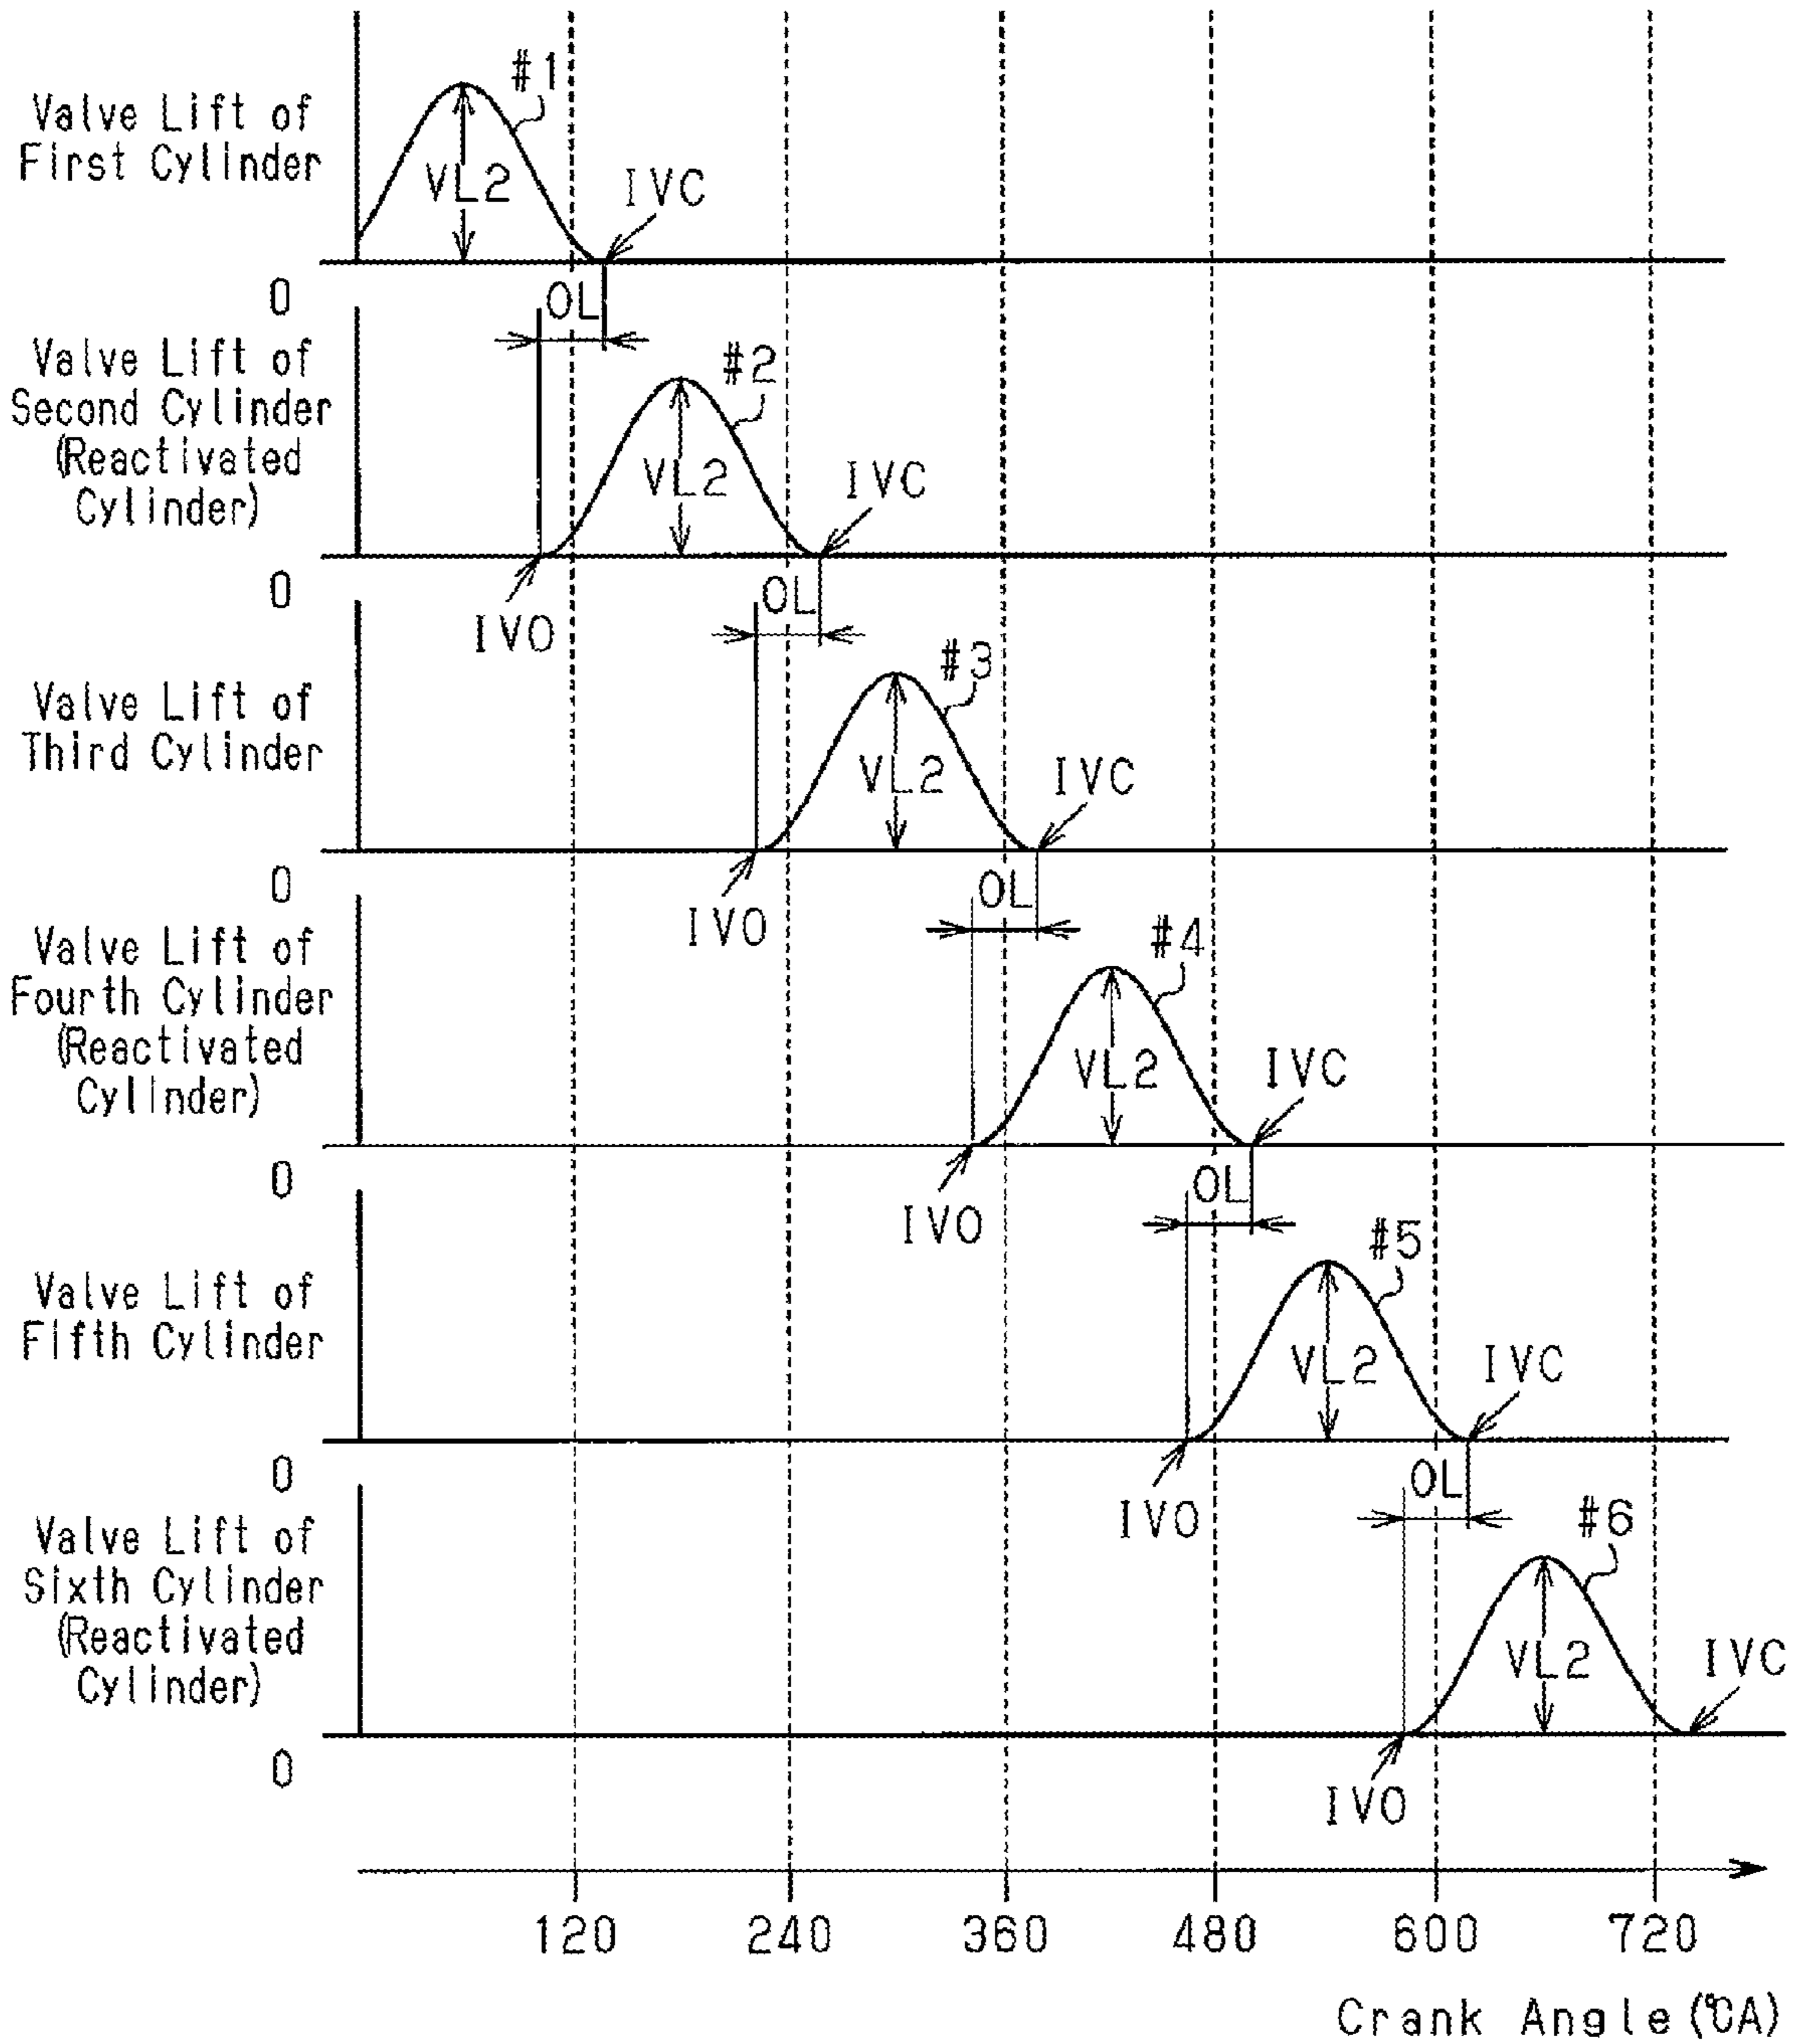 #1
Valve Lift of
First Cylinder
VL2
IVC
0
OL
Valve Lift of
Second Cylinder
(Reactivated
Cylinder)
#2
VL2
IVC
0
IVO
OL
Valve Lift of
Third Cylinder
#3
VL2
IVC
0
IVO
OL
Valve Lift of
Fourth Cylinder
(Reactivated
Cylinder)
#4
VL2
IVC
0
IVO
OL
Valve Lift of
Fifth Cylinder
#5
VL2
IVC
0
IVO
OL
Valve Lift of
Sixth Cylinder
(Reactivated
Cylinder)
#6
VL2
IVC
0
IVO
120 240 360 480 600 720
Crank Angle (℃A)